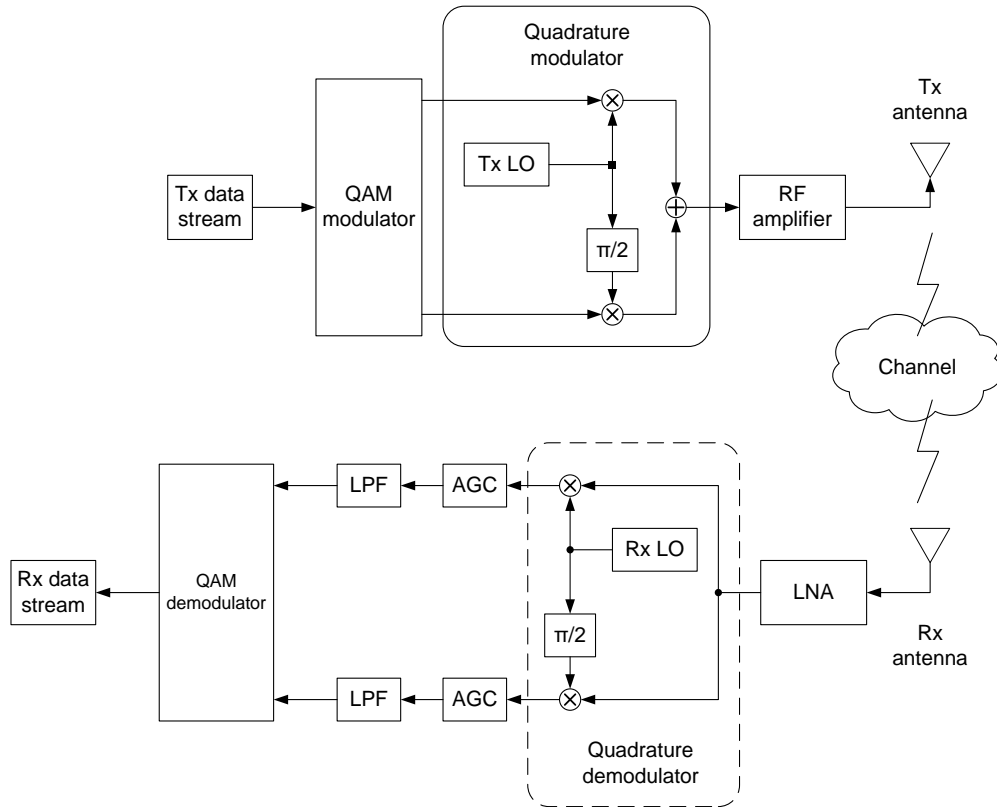 Quadrature
modulator
Tx
antenna
Tx LO
QAM
modulator
Tx data
stream
RF
amplifier
π/2
Channel
LPF
AGC
Rx LO
QAM
demodulator
Rx data
stream
LNA
π/2
Rx
antenna
LPF
AGC
Quadrature
demodulator